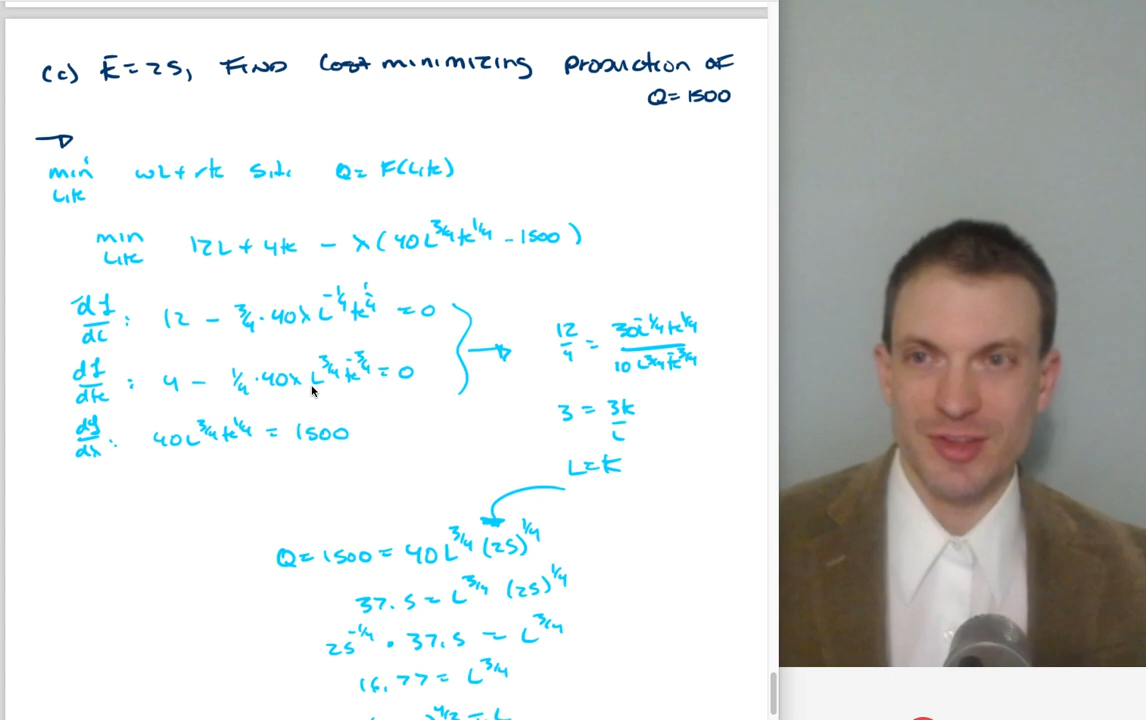 (c) K̄=25, FIND Cost minimizing production OF
Q=1500
min wL+rK s.t. Q= F(L,K)
L,K
min 12L + 4K - λ(40L^3/4 K^1/4 - 1500)
L,K
dL/dL : 12 - 3/4·40λ L^-1/4 K^1/4 = 0
dL/dK : 4 - 1/4·40λ L^3/4 K^-3/4 = 0
dL/dλ : 40L^3/4 K^1/4 = 1500
12/4 = 30L^-1/4 K^1/4 / 10L^3/4 K^-3/4
3 = 3K/L
L=K
Q=1500 = 40L^3/4 (25)^1/4
37.5 = L^3/4 (25)^1/4
25^-1/4 · 37.5 = L^3/4
16.77 = L^3/4